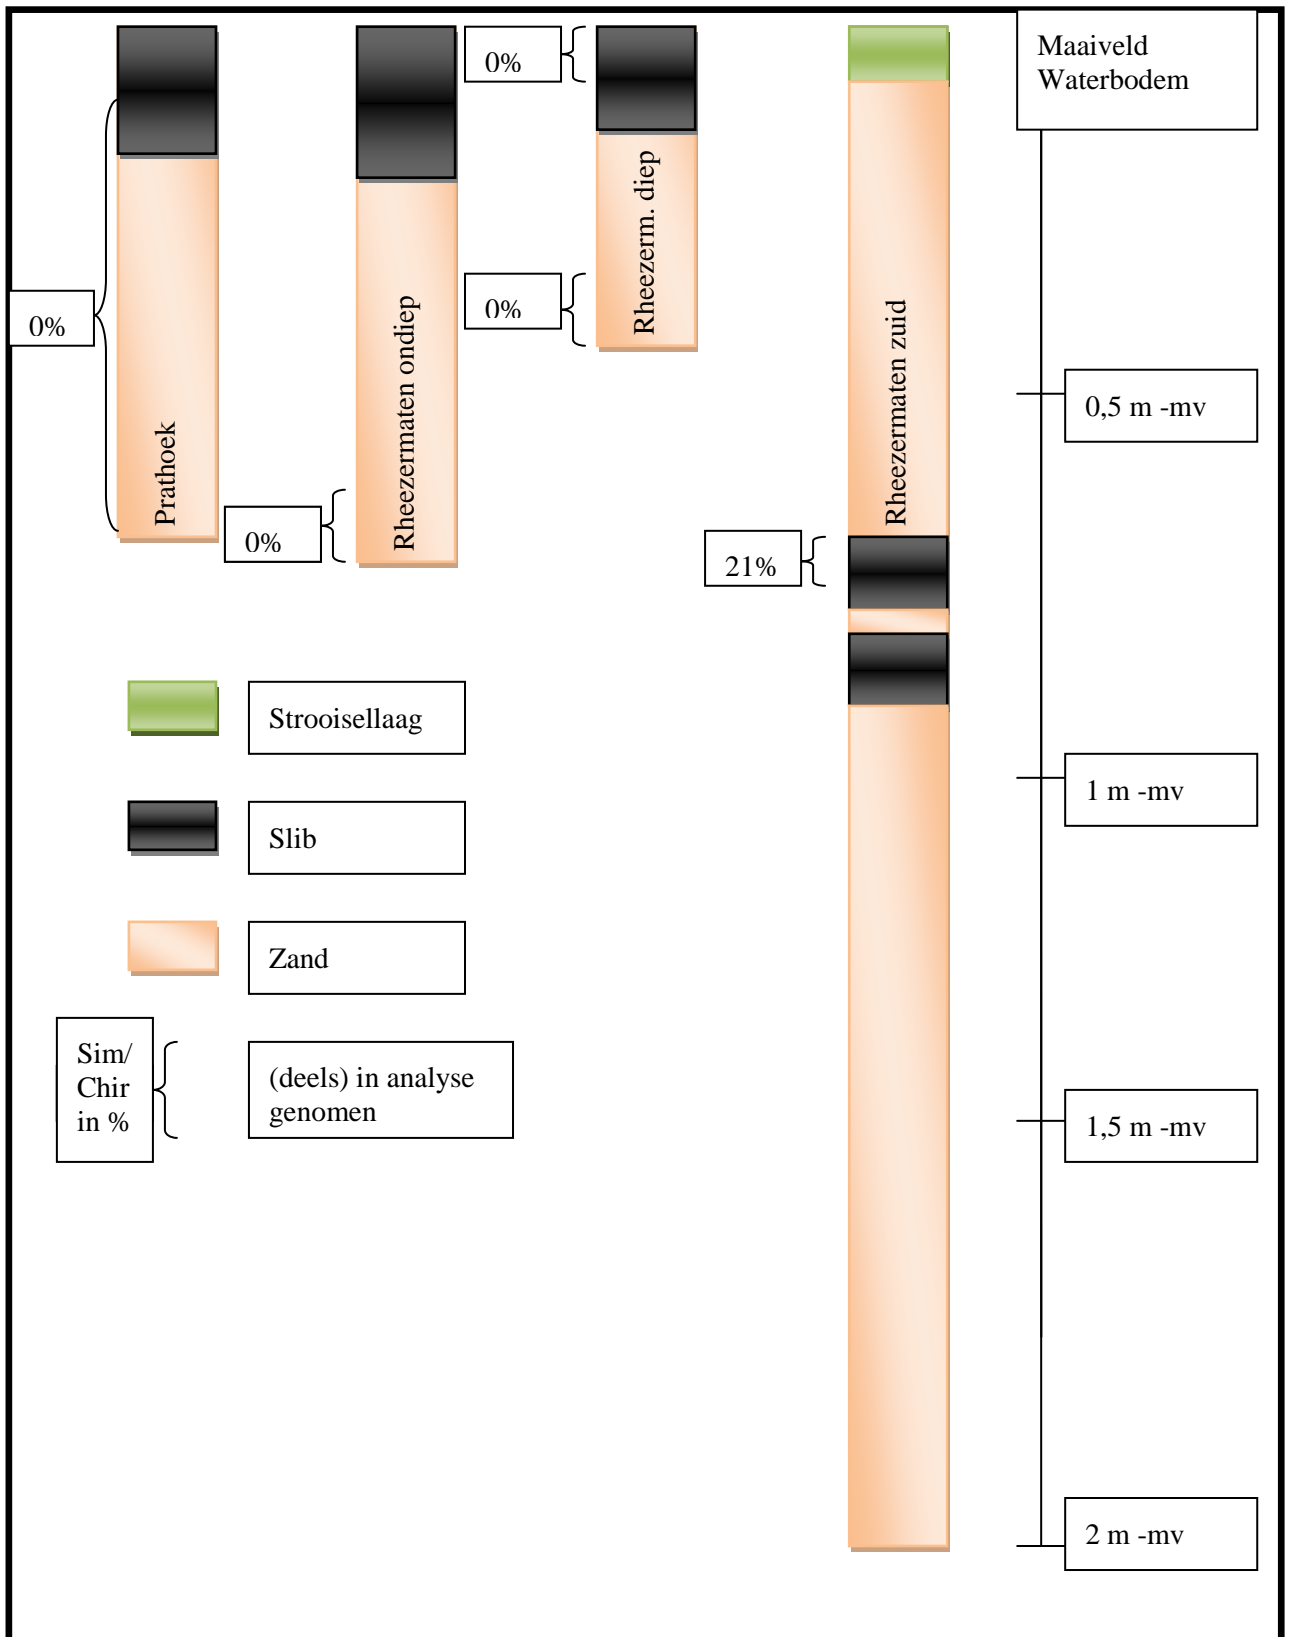 Maaiveld
Waterbodem
0%
0%
0%
0%
21%
Prathoek
Rheezermaten ondiep
Rheezerm. diep
Rheezermaten zuid
0,5 m -mv
1 m -mv
1,5 m -mv
2 m -mv
Strooisellaag
Slib
Zand
Sim/
Chir
in %
(deels) in analyse
genomen